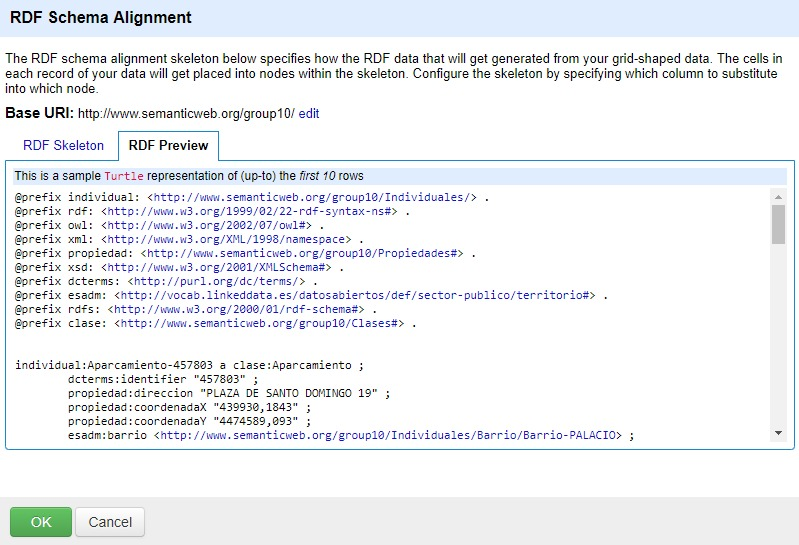 RDF Schema Alignment
The RDF schema alignment skeleton below specifies how the RDF data that will get generated from your grid-shaped data. The cells in
each record of your data will get placed into nodes within the skeleton. Configure the skeleton by specifying which column to substitute
into which node.
Base URI: http://www.semanticweb.org/group10/ edit
RDF Skeleton RDF Preview
This is a sample Turtle representation of (up-to) the first 10 rows
@prefix individual: <http://www.semanticweb.org/group10/Individuales/> .
@prefix rdf: <http://www.w3.org/1999/02/22-rdf-syntax-ns#> .
@prefix owl: <http://www.w3.org/2002/07/owl#> .
@prefix xml: <http://www.w3.org/XML/1998/namespace> .
@prefix propiedad: <http://www.semanticweb.org/group10/Propiedades#> .
@prefix xsd: <http://www.w3.org/2001/XMLSchema#> .
@prefix dcterms: <http://purl.org/dc/terms/> .
@prefix esadm: <http://vocab.linkeddata.es/datosabiertos/def/sector-publico/territorio#> .
@prefix rdfs: <http://www.w3.org/2000/01/rdf-schema#> .
@prefix clase: <http://www.semanticweb.org/group10/Clases#> .
individual:Aparcamiento-457803 a clase:Aparcamiento ;
dcterms:identifier "457803" ;
propiedad:direccion "PLAZA DE SANTO DOMINGO 19" ;
propiedad:coordenadaX "439930,1843" ;
propiedad:coordenadaY "4474589,093" ;
esadm:barrio <http://www.semanticweb.org/group10/Individuales/Barrio/Barrio-PALACIO> ;
OK Cancel